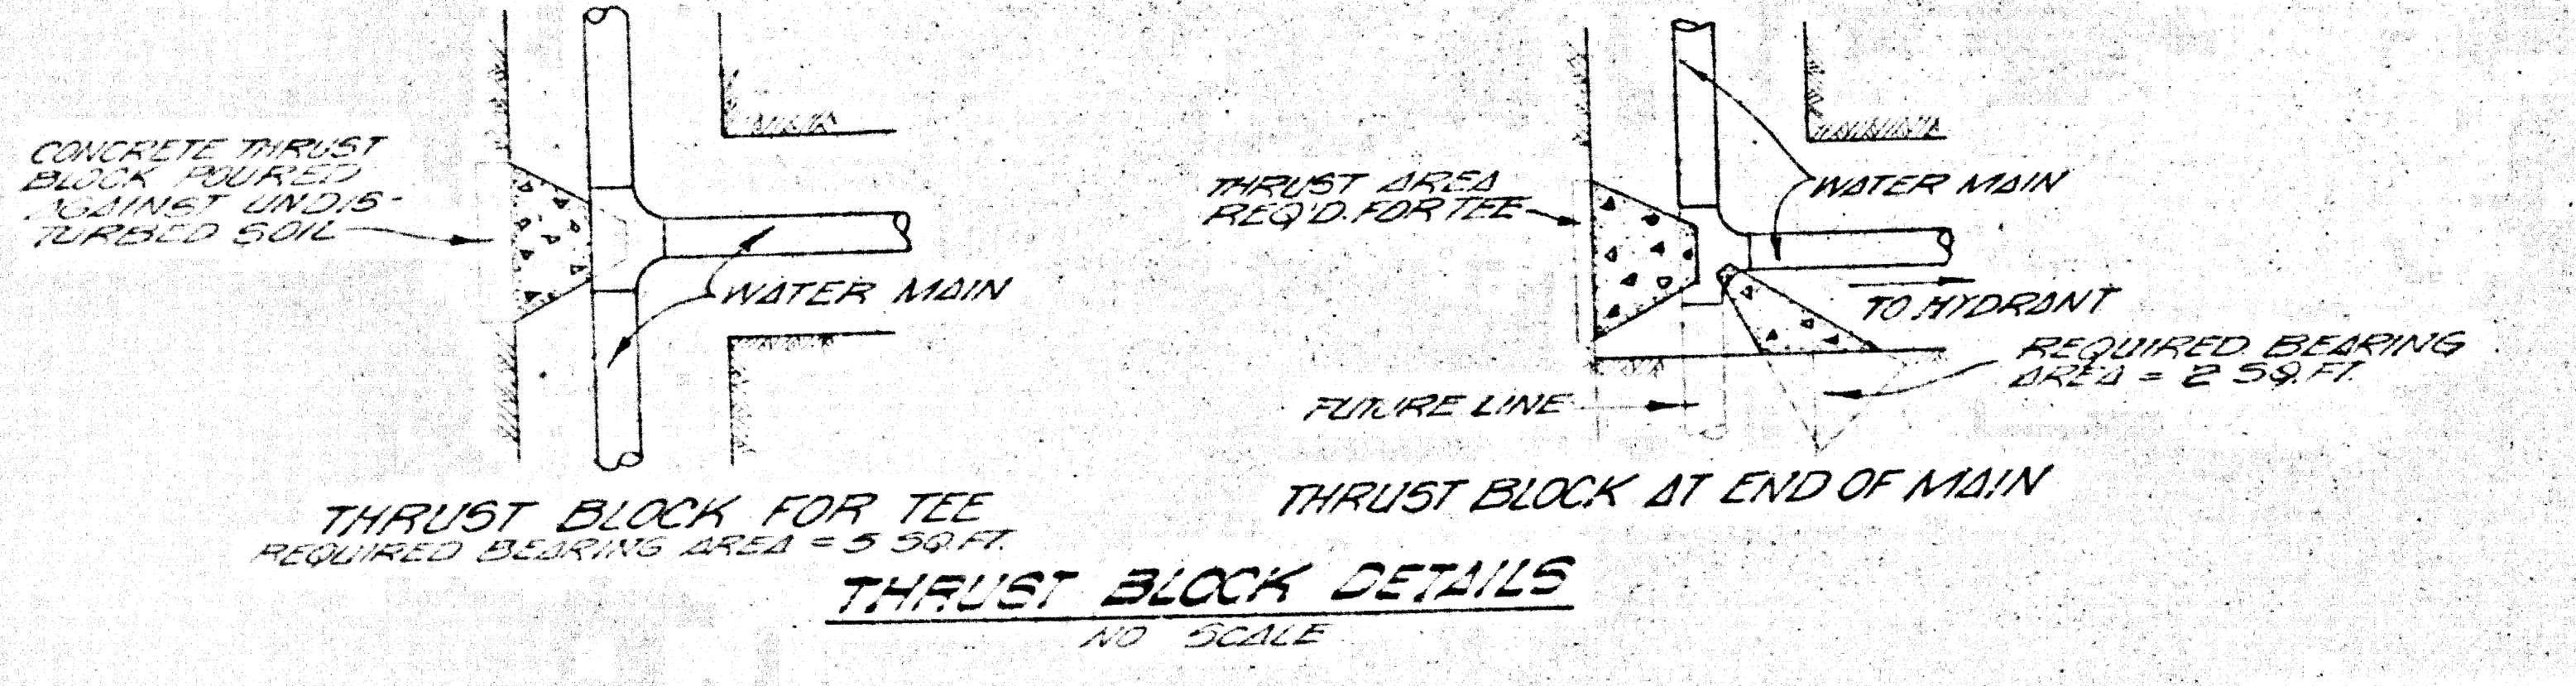 CONCRETE THRUST
BLOCK POURED
AGAINST UNDIS-
TURBED SOIL
WATER MAIN
THRUST BLOCK FOR TEE
REQUIRED BEARING AREA = 5 SQ.FT.
THRUST AREA
REQ'D. FOR TEE
WATER MAIN
TO HYDRANT
REQUIRED BEARING
AREA = 2 SQ.FT.
FUTURE LINE
THRUST BLOCK AT END OF MAIN
THRUST BLOCK DETAILS
NO SCALE